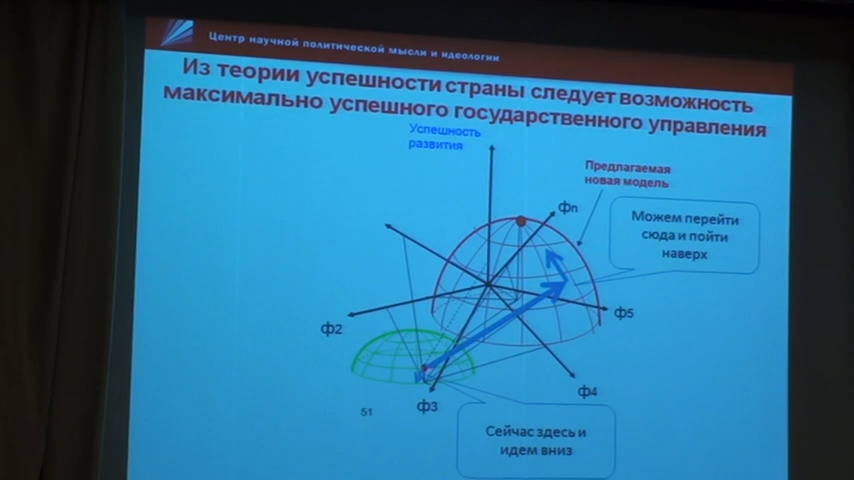 Центр научной политической мысли и идеологии
Из теории успешности страны следует возможность
максимально успешного государственного управления
Успешность
развития
Предлагаемая
новая модель
фn
Можем перейти
сюда и пойти
наверх
ф2
ф5
ф4
51
ф3
Сейчас здесь и
идем вниз